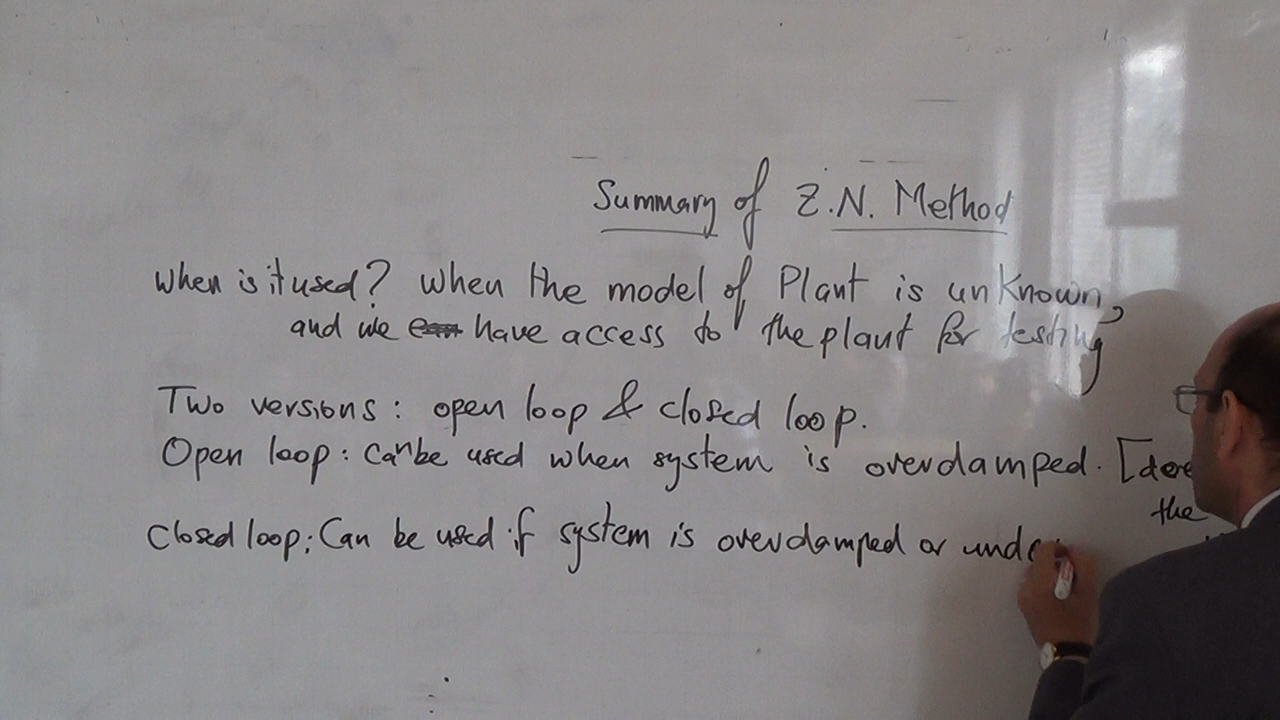 Summary of Z.N. Method
When is it used? When the model of Plant is unknown,
and we have access to the plant for testing
Two versions: open loop & closed loop.
Open loop: Can be used when system is overdamped.
the
Closed loop: Can be used if system is overdamped or